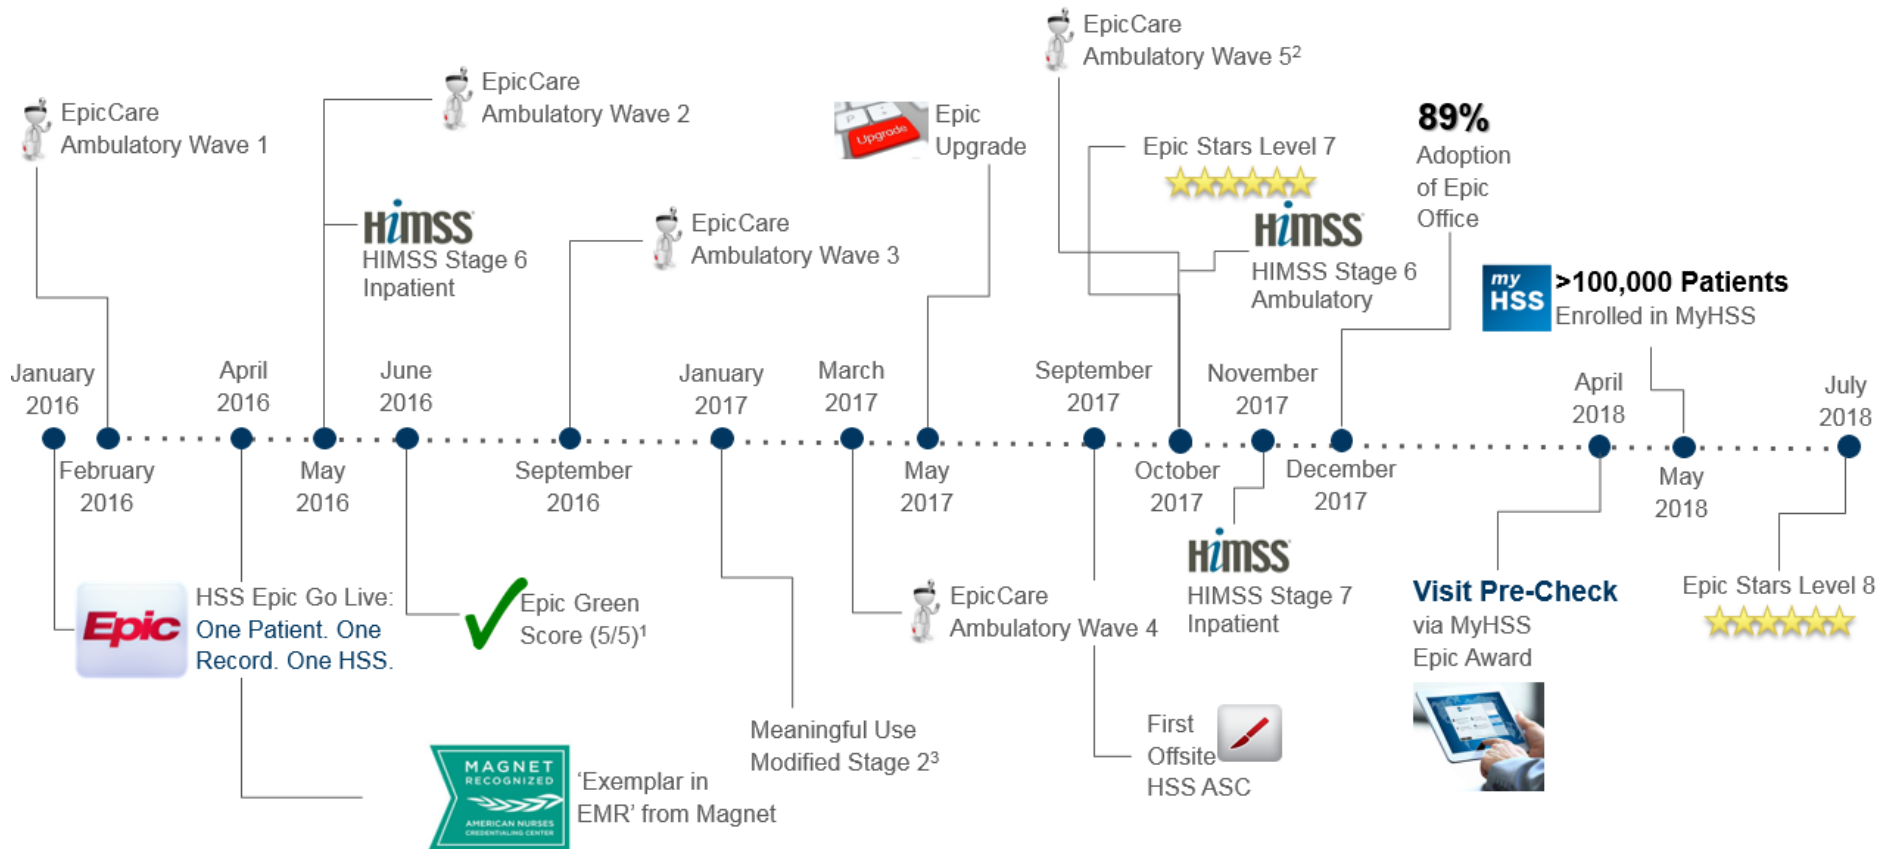 EpicCare
Ambulatory Wave 5²
EpicCare
Ambulatory Wave 2
EpicCare
Ambulatory Wave 1
Upgrade
Epic
Upgrade
89%
Adoption
of Epic
Office
Epic Stars Level 7
HIMSS
HIMSS Stage 6
Inpatient
EpicCare
Ambulatory Wave 3
HIMSS
HIMSS Stage 6
Ambulatory
my
HSS
>100,000 Patients
Enrolled in MyHSS
January
2016
April
2016
June
2016
January
2017
March
2017
September
2017
November
2017
April
2018
July
2018
February
2016
May
2016
September
2016
May
2017
October
2017
December
2017
May
2018
Epic
HSS Epic Go Live:
One Patient. One
Record. One HSS.
Epic Green
Score (5/5)¹
EpicCare
Ambulatory Wave 4
HIMSS
HIMSS Stage 7
Inpatient
Visit Pre-Check
via MyHSS
Epic Award
Epic Stars Level 8
Meaningful Use
Modified Stage 2³
First
Offsite
HSS ASC
MAGNET
RECOGNIZED
AMERICAN NURSES
CREDENTIALING CENTER
‘Exemplar in
EMR’ from Magnet